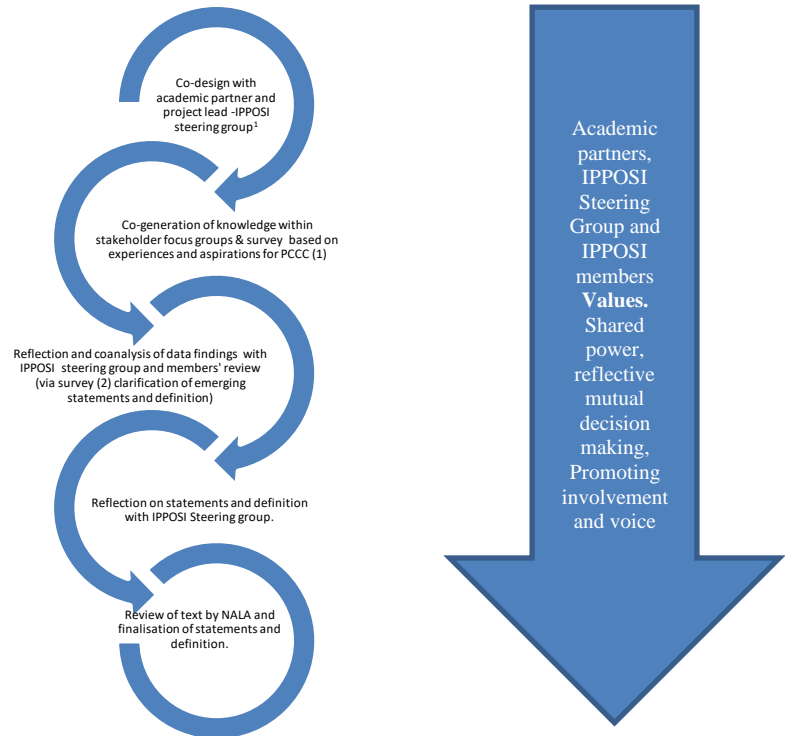 Co-design with
academic partner and
project lead -IPPOSI
steering group¹
Co-generation of knowledge within
stakeholder focus groups & survey based on
experiences and aspirations for PCCC (1)
Reflection and coanalysis of data findings with
IPPOSI steering group and members' review
(via survey (2) clarification of emerging
statements and definition)
Reflection on statements and definition
with IPPOSI Steering group.
Review of text by NALA and
finalisation of statements and
definition.
Academic
partners,
IPPOSI
Steering
Group and
IPPOSI
members
Values.
Shared
power,
reflective
mutual
decision
making,
Promoting
involvement
and voice